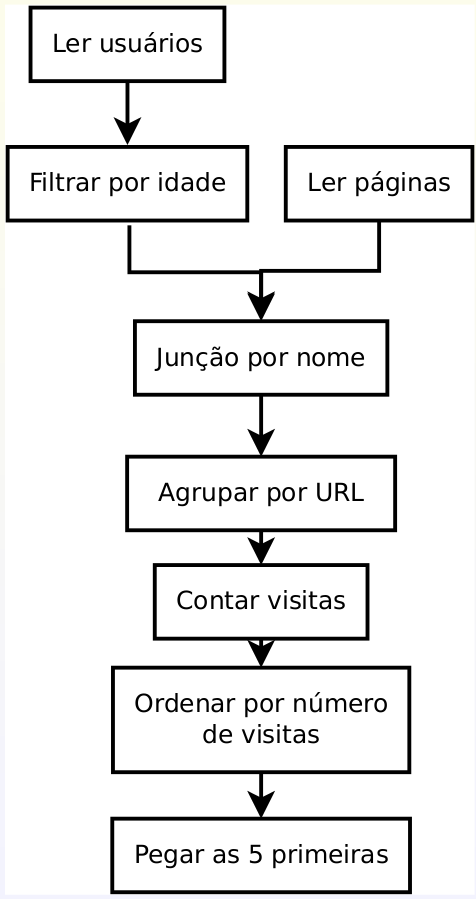 Ler usuários
Filtrar por idade
Ler páginas
Junção por nome
Agrupar por URL
Contar visitas
Ordenar por número
de visitas
Pegar as 5 primeiras